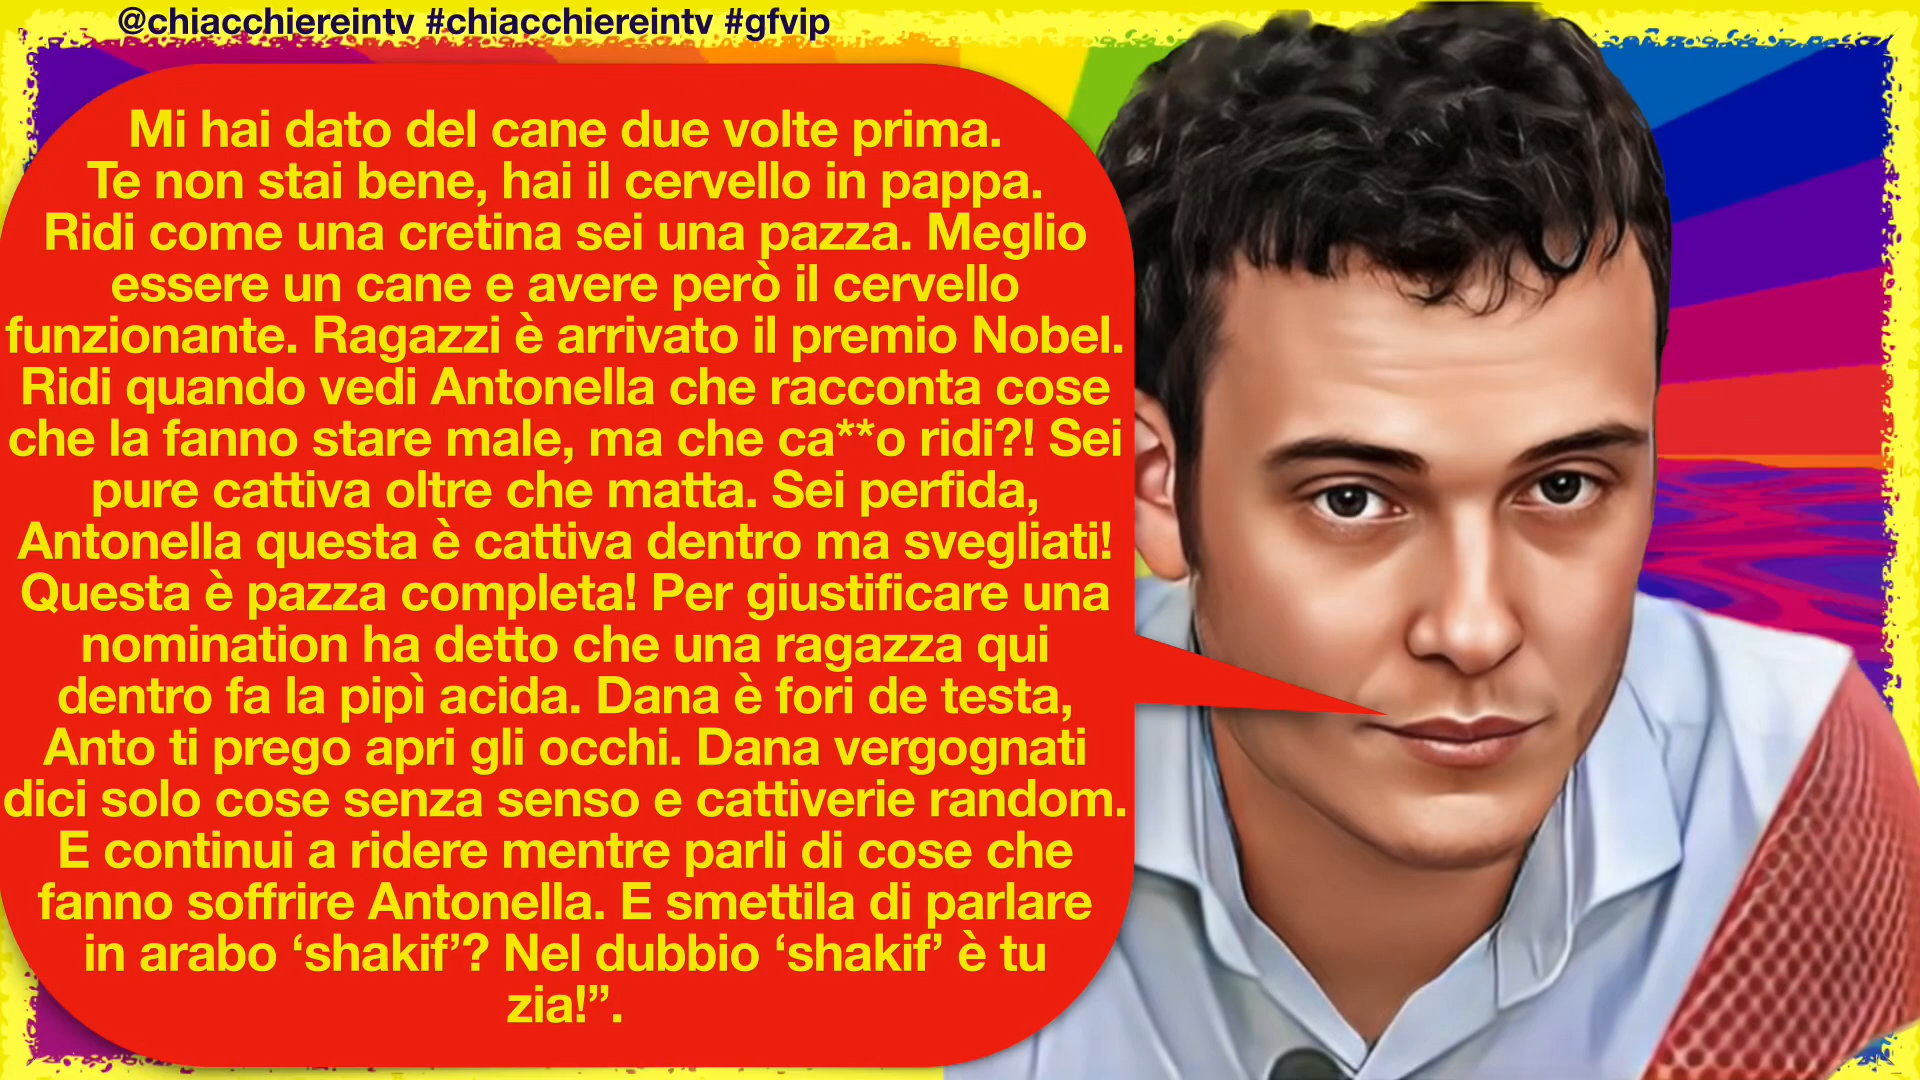 @chiacchiereintv #chiacchiereintv #gfvip
Mi hai dato del cane due volte prima.
Te non stai bene, hai il cervello in pappa.
Ridi come una cretina sei una pazza. Meglio
essere un cane e avere però il cervello
funzionante. Ragazzi è arrivato il premio Nobel.
Ridi quando vedi Antonella che racconta cose
che la fanno stare male, ma che ca**o ridi?! Sei
pure cattiva oltre che matta. Sei perfida,
Antonella questa è cattiva dentro ma svegliati!
Questa è pazza completa! Per giustificare una
nomination ha detto che una ragazza qui
dentro fa la pipì acida. Dana è fori de testa,
Anto ti prego apri gli occhi. Dana vergognati
dici solo cose senza senso e cattiverie random.
E continui a ridere mentre parli di cose che
fanno soffrire Antonella. E smettila di parlare
in arabo ‘shakif’? Nel dubbio ‘shakif’ è tu
zia!”.